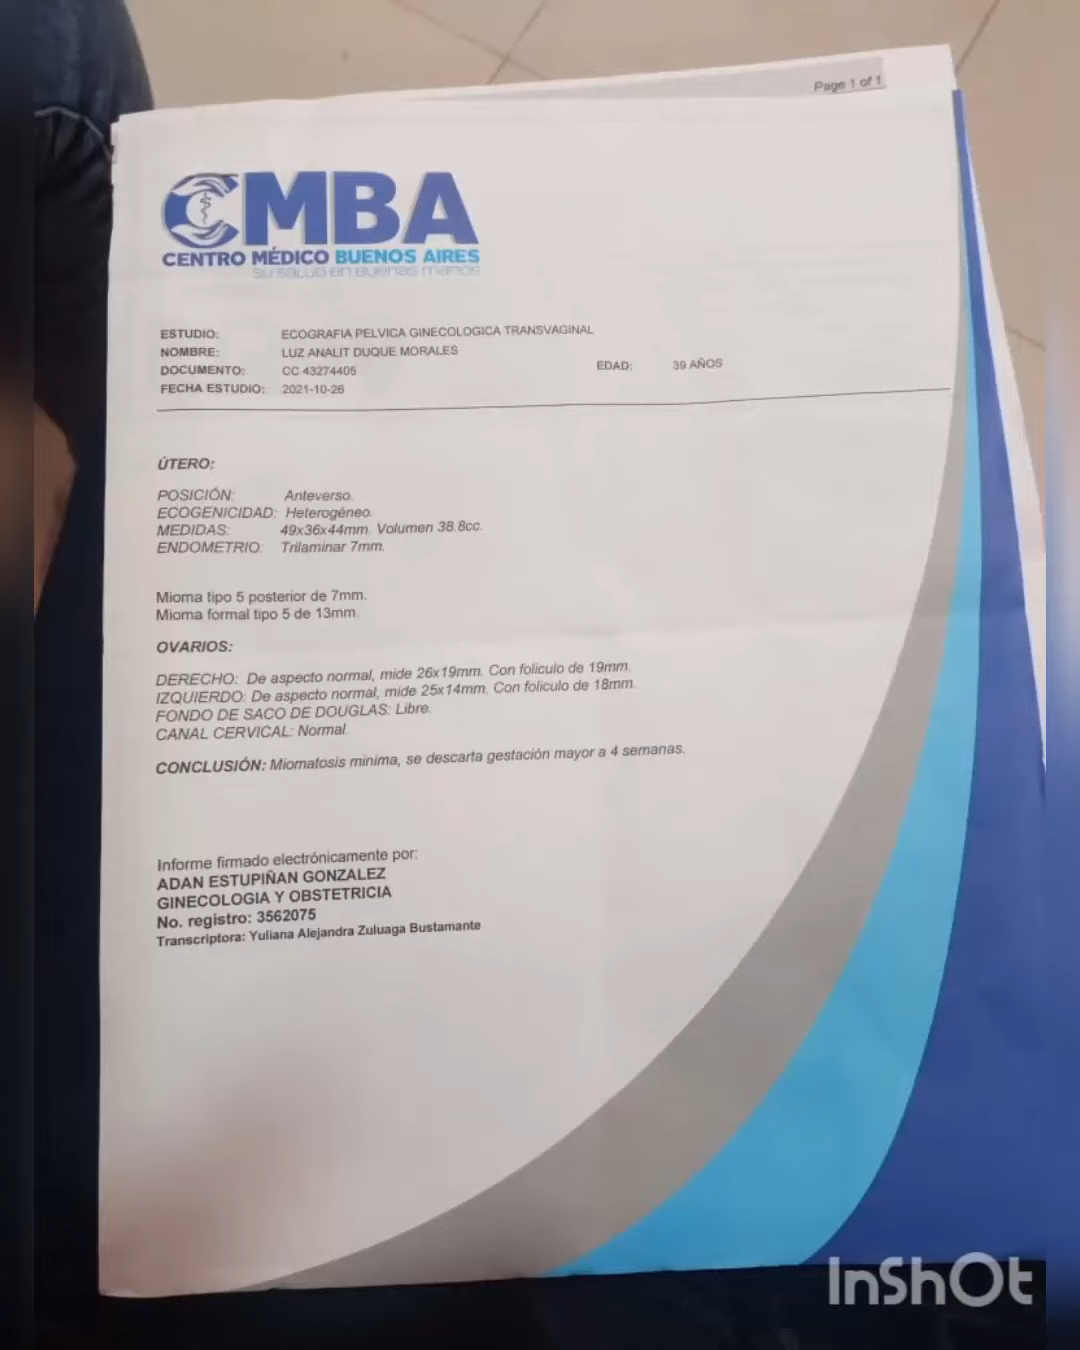 Page 1 of 1
CMBA
CENTRO MÉDICO BUENOS AIRES
su salud en buenas manos
ESTUDIO: ECOGRAFIA PELVICA GINECOLOGICA TRANSVAGINAL
NOMBRE: LUZ ANALIT DUQUE MORALES
DOCUMENTO: CC 43274405 EDAD: 39 AÑOS
FECHA ESTUDIO: 2021-10-26
ÚTERO:
POSICIÓN: Anteverso.
ECOGENICIDAD: Heterogéneo.
MEDIDAS: 49x36x44mm. Volumen 38.8cc.
ENDOMETRIO: Trilaminar 7mm.
Mioma tipo 5 posterior de 7mm.
Mioma formal tipo 5 de 13mm.
OVARIOS:
DERECHO: De aspecto normal, mide 26x19mm. Con foliculo de 19mm.
IZQUIERDO: De aspecto normal, mide 25x14mm. Con foliculo de 18mm.
FONDO DE SACO DE DOUGLAS: Libre.
CANAL CERVICAL: Normal.
CONCLUSIÓN: Miomatosis minima, se descarta gestación mayor a 4 semanas.
Informe firmado electrónicamente por:
ADAN ESTUPIÑAN GONZALEZ
GINECOLOGIA Y OBSTETRICIA
No. registro: 3562075
Transcriptora: Yuliana Alejandra Zuluaga Bustamante
InShOt